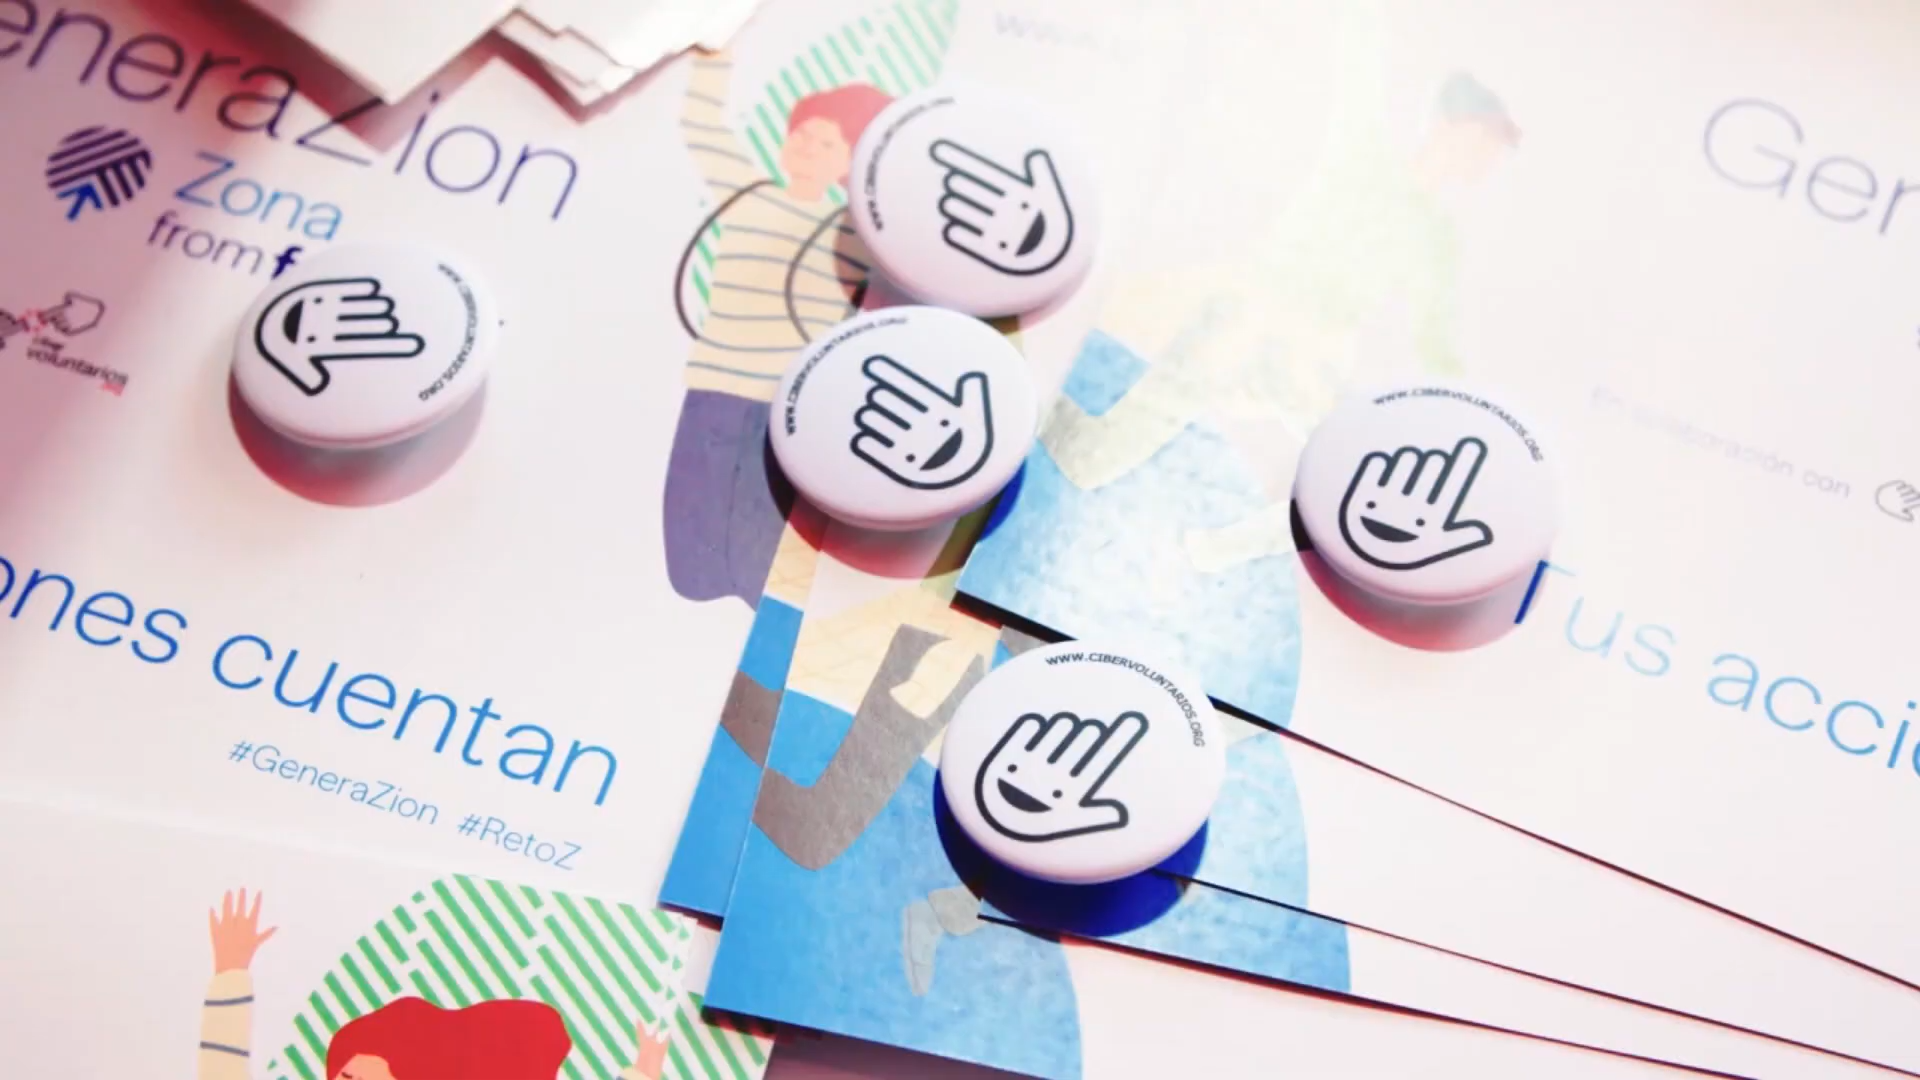 eneraZion
Zona
from f
voluntarios
ones cuentan
#GeneraZion #RetoZ
WWW.CIBERVOLUNTARIOS.ORG
WWW.CIBERVOLUNTARIOS.ORG
WWW.CIBERVOLUNTARIOS.ORG
WWW.CIBERVOLUNTARIOS.ORG
Gen
En colaboración con
Tus accio